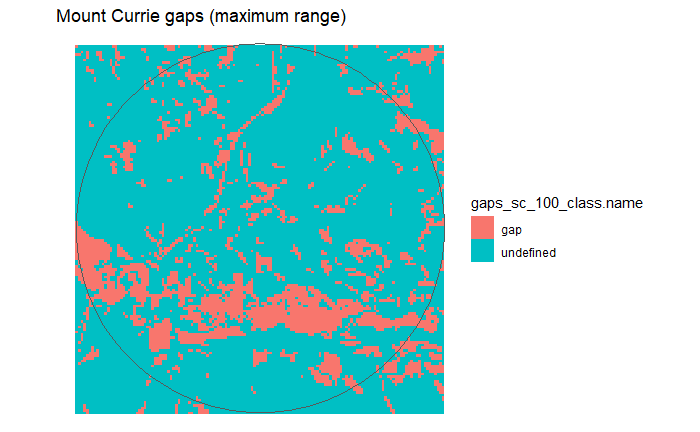 Mount Currie gaps (maximum range)
gaps_sc_100_class.name
gap
undefined